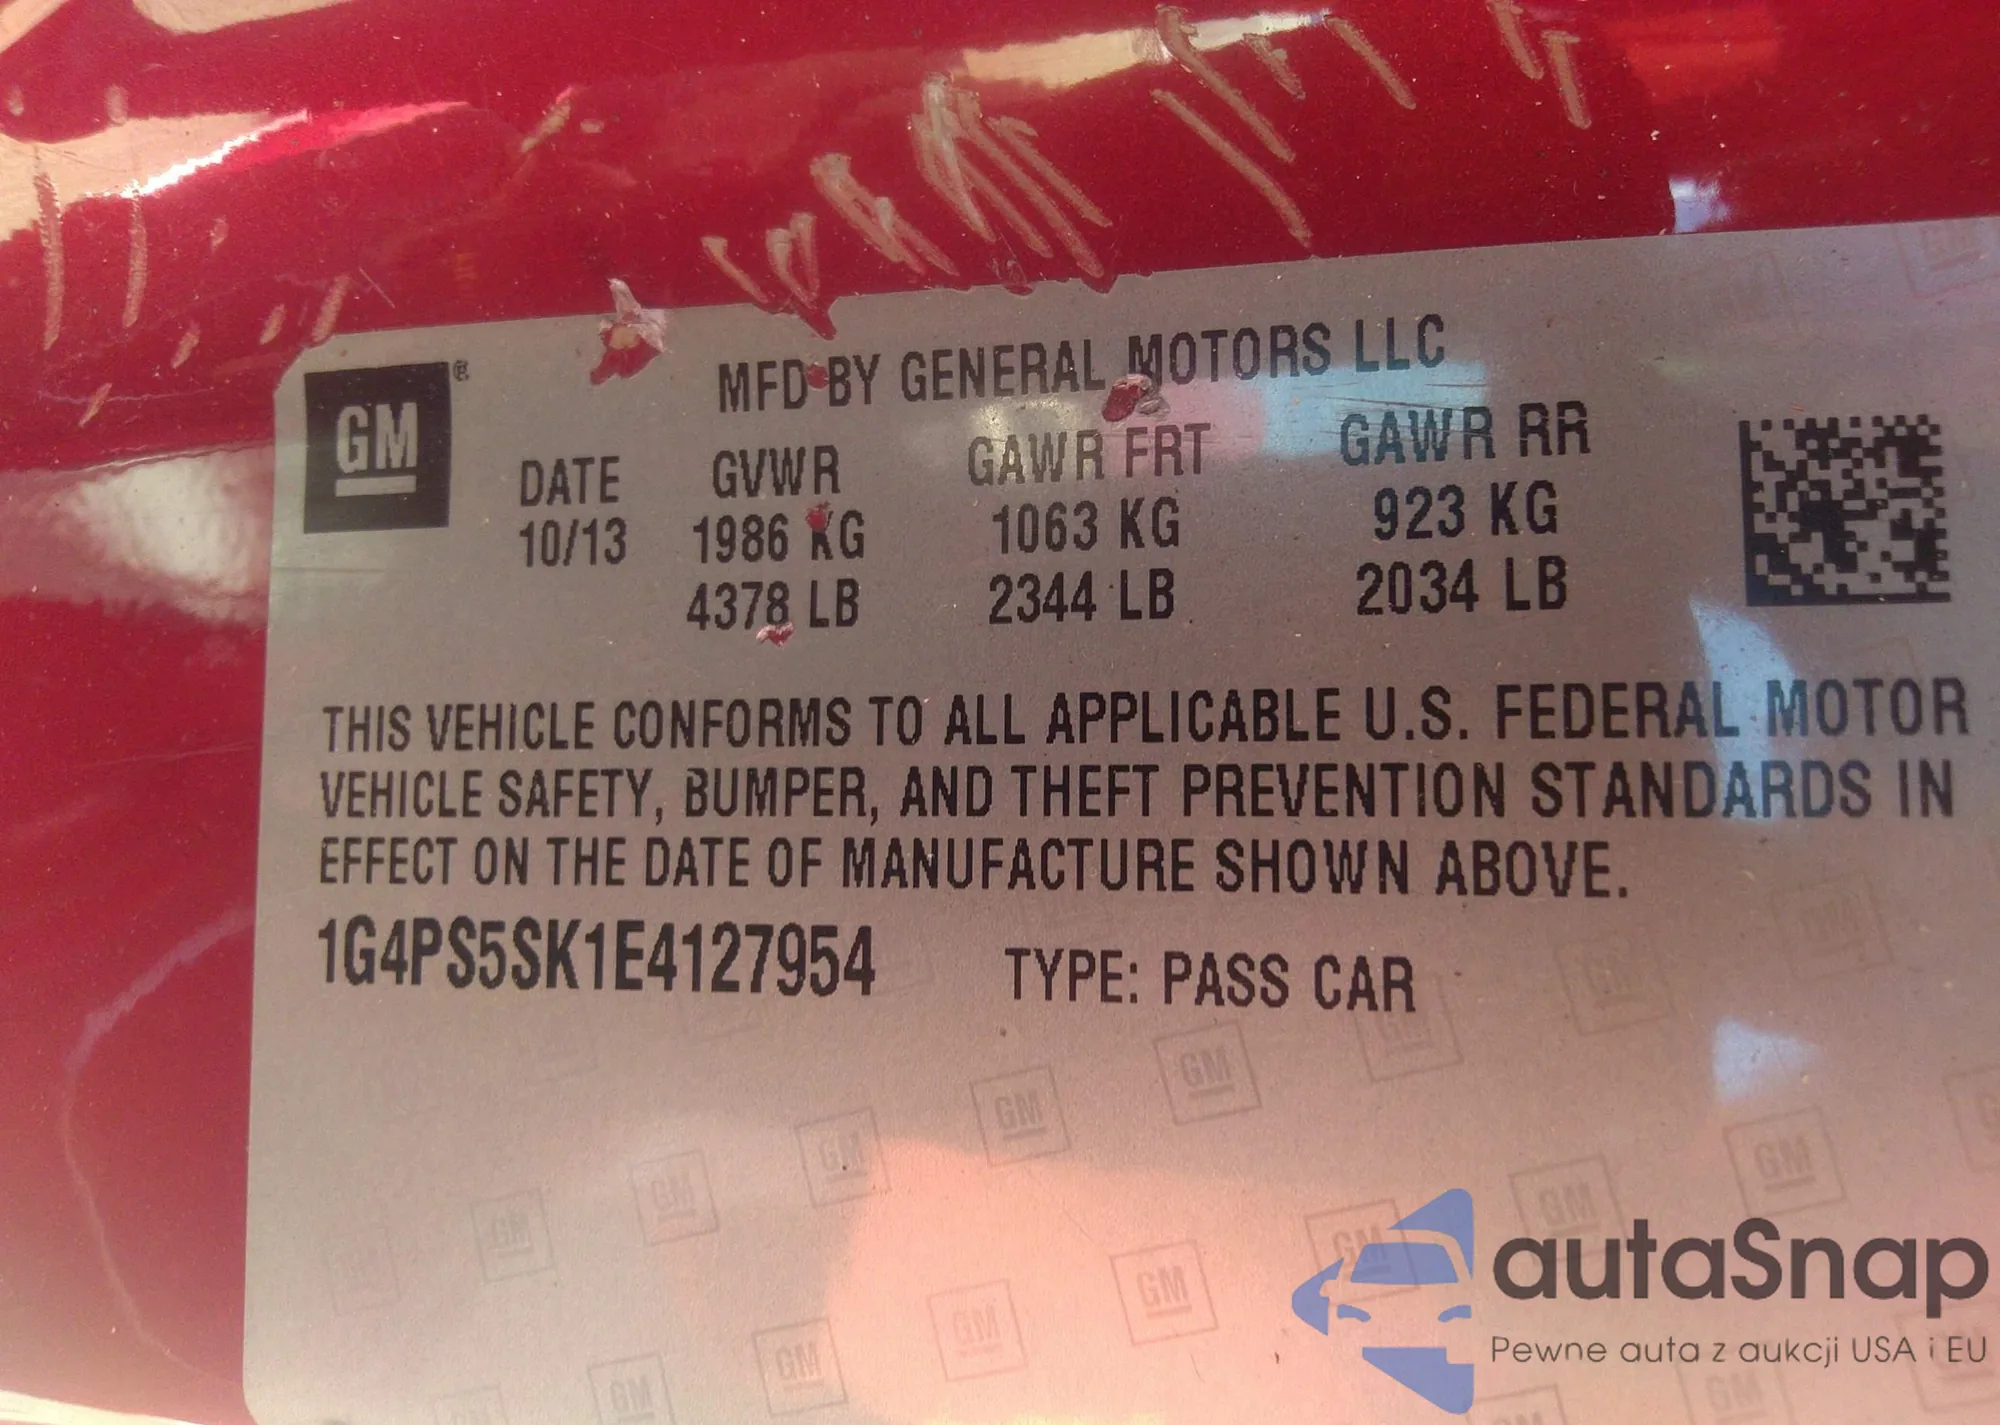 MFD BY GENERAL MOTORS LLC
GM®
DATE GVWR GAWR FRT GAWR RR
10/13 1986 KG 1063 KG 923 KG
4378 LB 2344 LB 2034 LB
THIS VEHICLE CONFORMS TO ALL APPLICABLE U.S. FEDERAL MOTOR
VEHICLE SAFETY, BUMPER, AND THEFT PREVENTION STANDARDS IN
EFFECT ON THE DATE OF MANUFACTURE SHOWN ABOVE.
1G4PS5SK1E4127954 TYPE: PASS CAR
autaSnap
Pewne auta z aukcji USA i EU